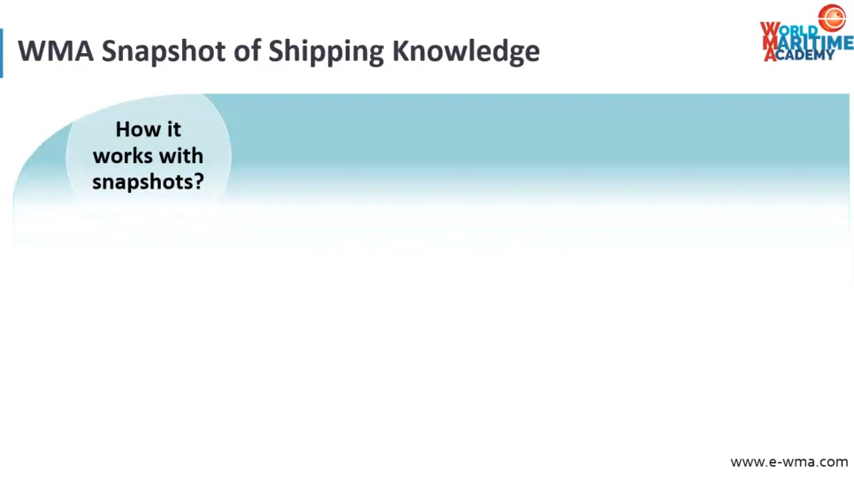 WMA Snapshot of Shipping Knowledge
WORLD
MARITIME
ACADEMY
How it
works with
snapshots?
www.e-wma.com